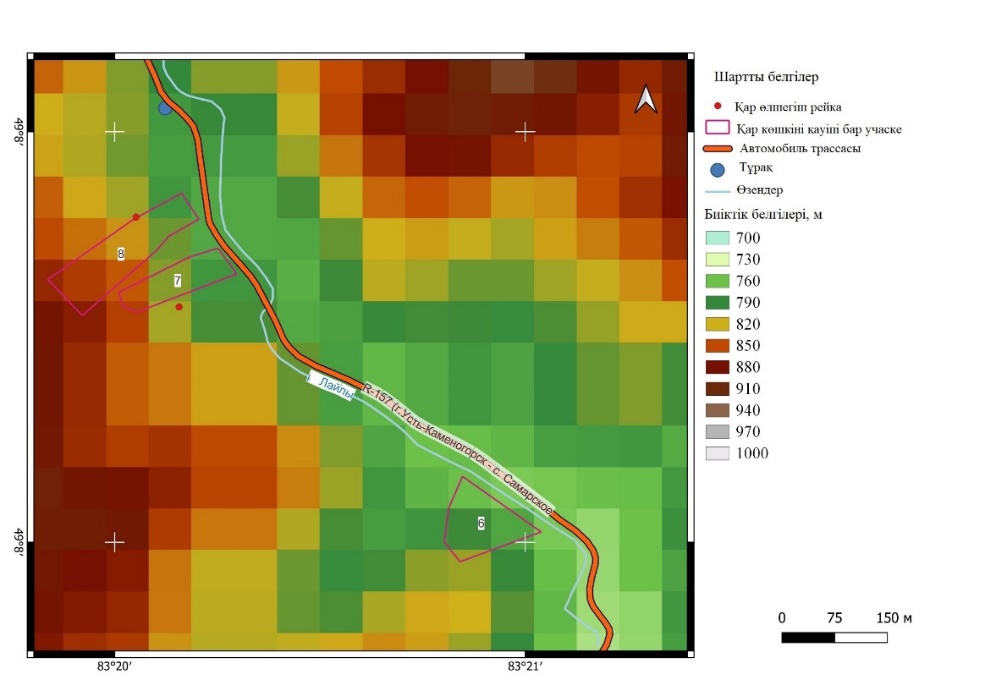 Шартты белгілер
Қар өлшегіш рейка
Қар көшкіні қауіпі бар учаске
Автомобиль трассасы
Тұрақ
Өзендер
Биіктік белгілері, м
700
730
760
790
820
850
880
910
940
970
1000
49°8'
49°8'
8
7
Лайлы
R-157 (г.Усть-Каменогорск - с. Самарское
6
83°20'
83°21'
0 75 150 м